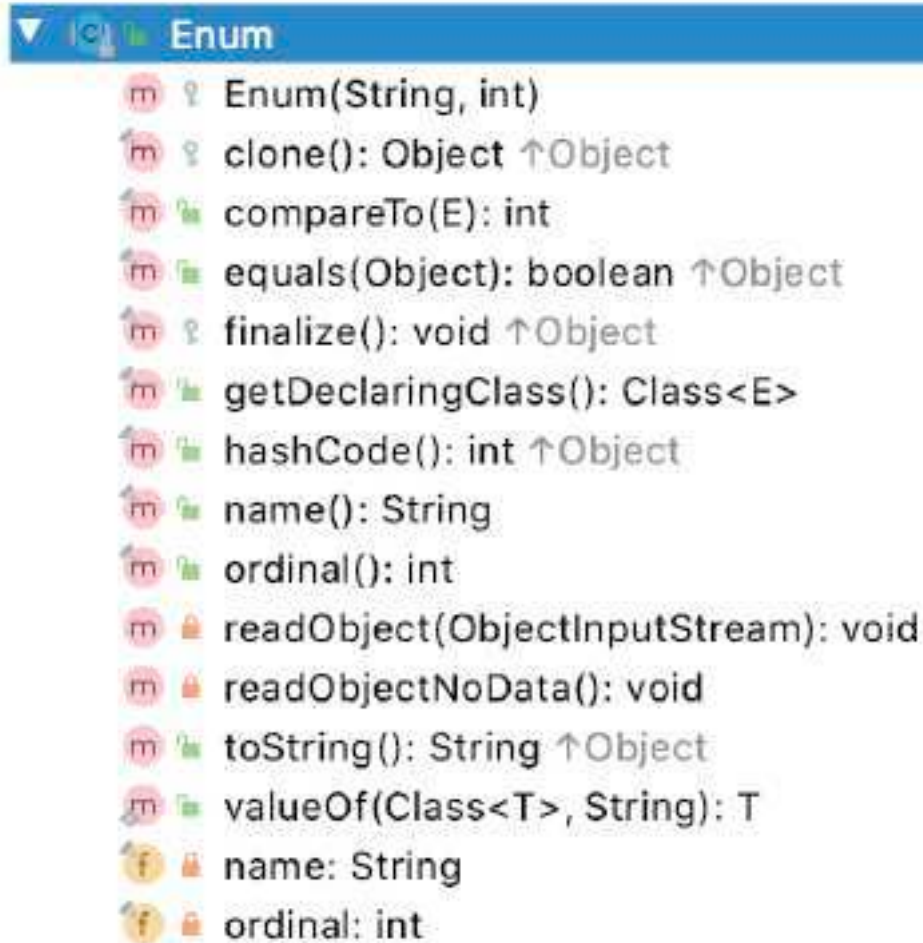 Enum
m Enum(String, int)
m clone(): Object ↑Object
m compareTo(E): int
m equals(Object): boolean ↑Object
m finalize(): void ↑Object
m getDeclaringClass(): Class<E>
m hashCode(): int ↑Object
m name(): String
m ordinal(): int
m readObject(ObjectInputStream): void
m readObjectNoData(): void
m toString(): String ↑Object
m valueOf(Class<T>, String): T
f name: String
f ordinal: int